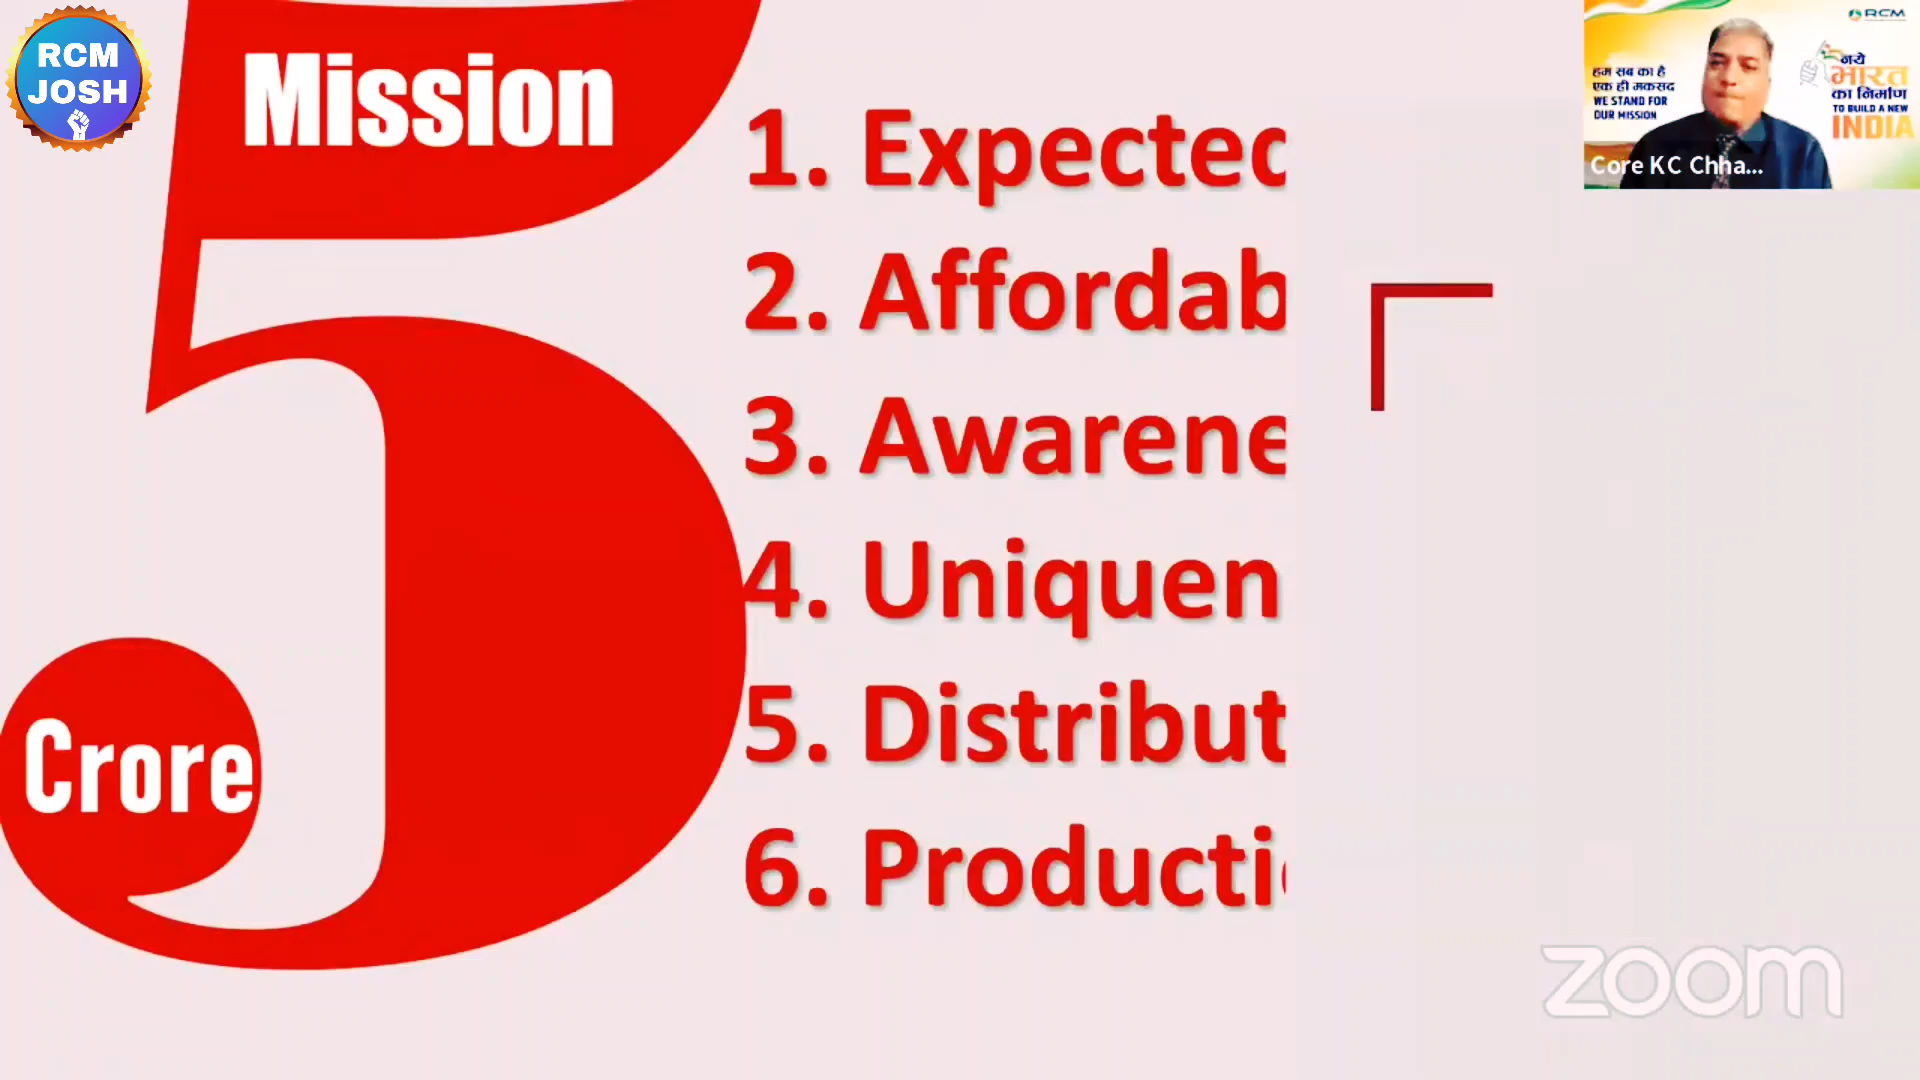 RCM
JOSH
Mission
5
Crore
1. Expected
2. Affordab
3. Awarene
4. Uniquen
5. Distribut
6. Producti
RCM
हम सब का है
एक ही मकसद
WE STAND FOR
OUR MISSION
नये
भारत
का निर्माण
TO BUILD A NEW
INDIA
Core KC Chha...
zoom